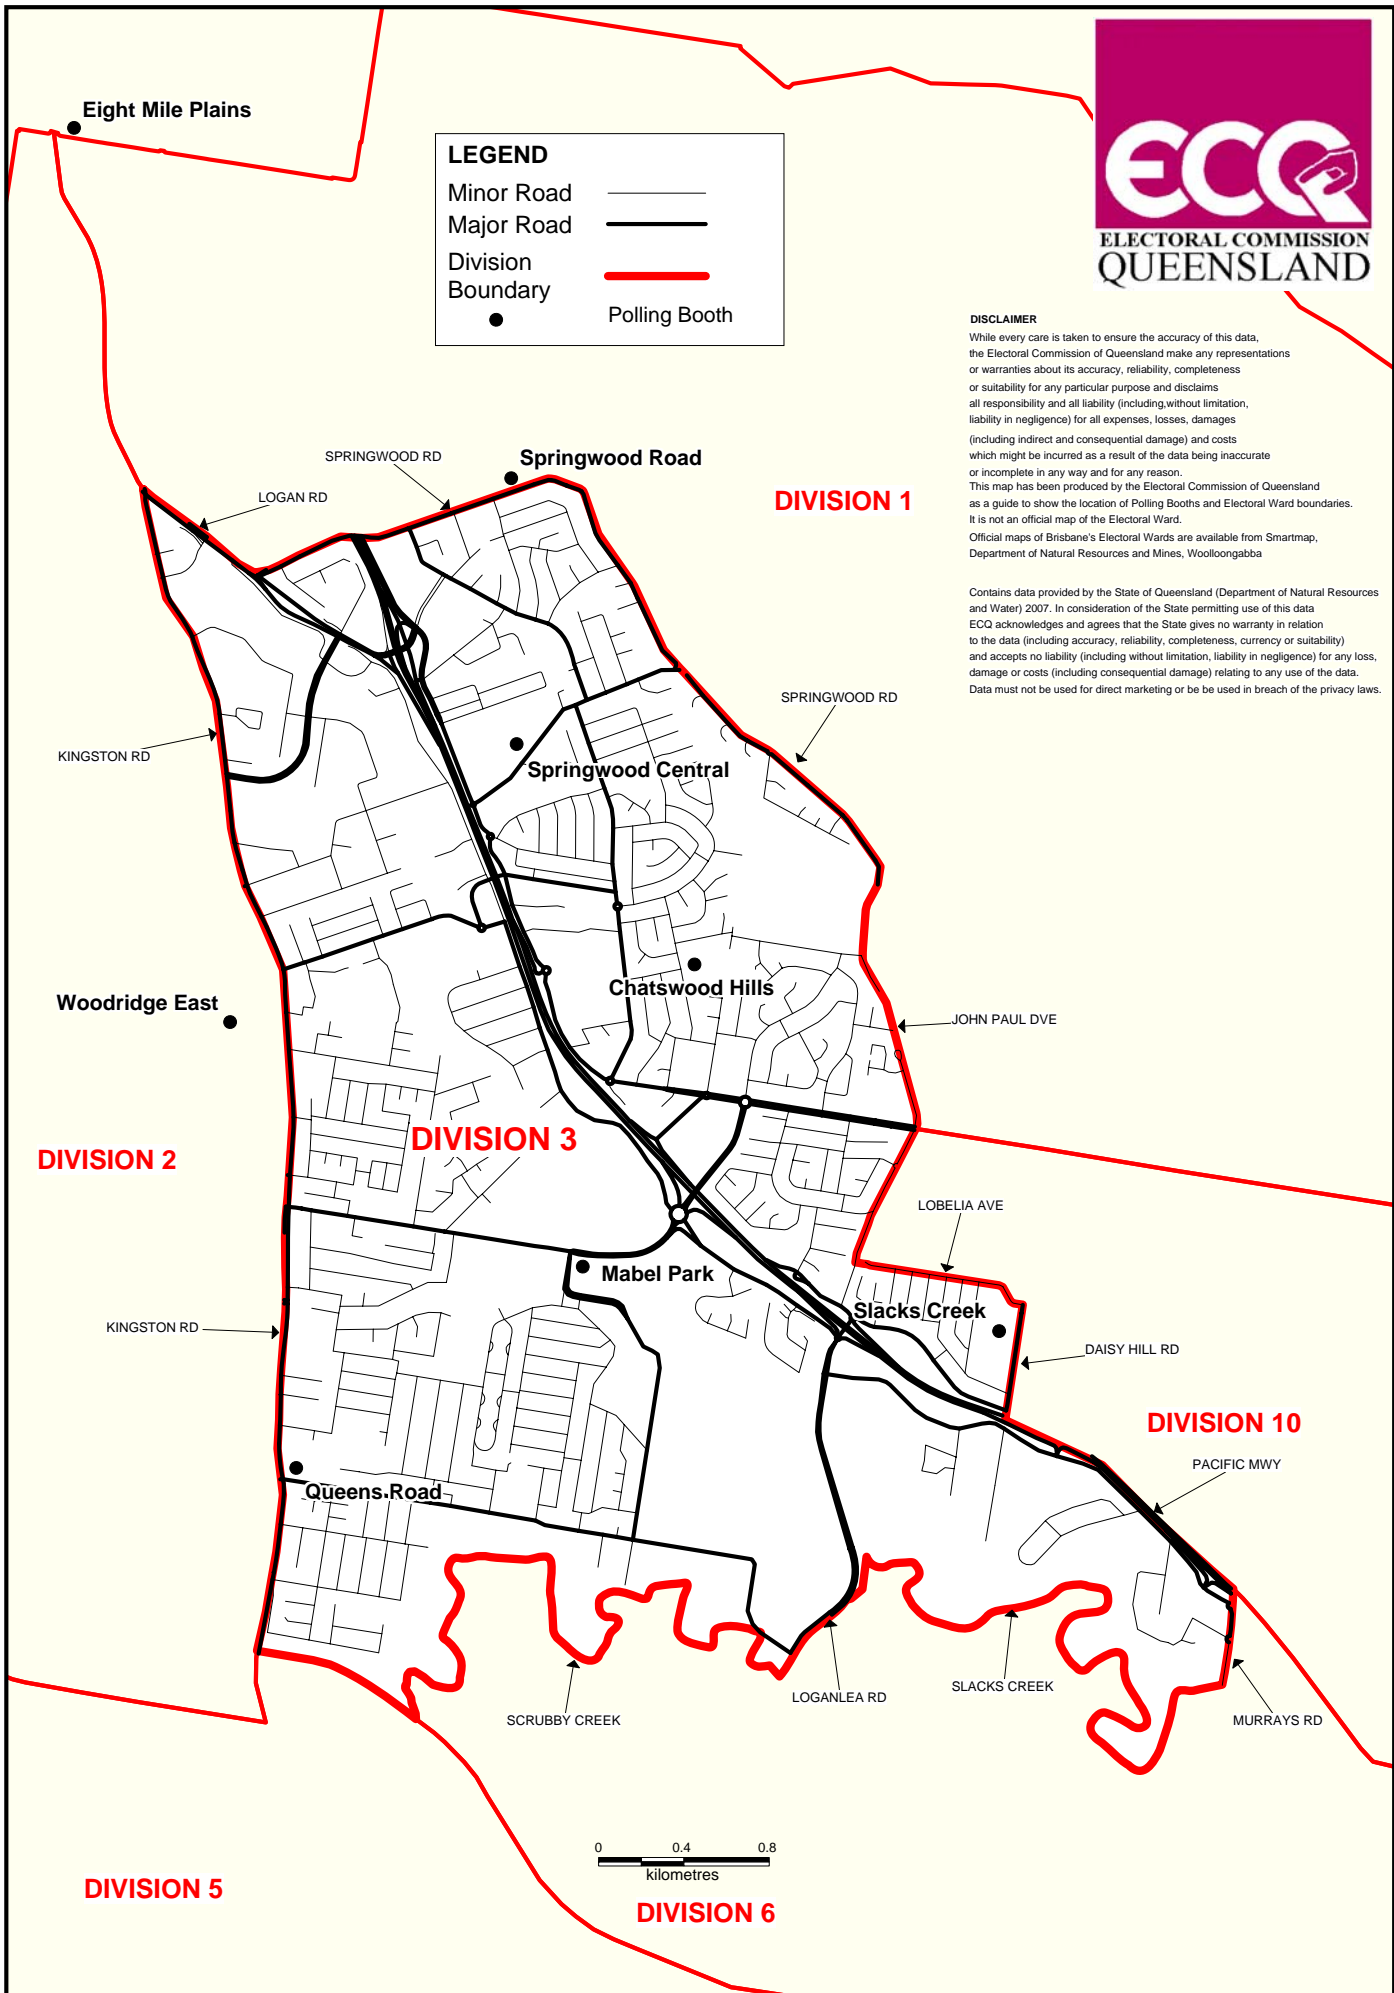 Eight Mile Plains
LEGEND
Minor Road
Major Road
Division
Boundary
Polling Booth
ECQ
ELECTORAL COMMISSION
QUEENSLAND
DISCLAIMER
While every care is taken to ensure the accuracy of this data,
the Electoral Commission of Queensland make any representations
or warranties about its accuracy, reliability, completeness
or suitability for any particular purpose and disclaims
all responsibility and all liability (including,without limitation,
liability in negligence) for all expenses, losses, damages
(including indirect and consequential damage) and costs
which might be incurred as a result of the data being inaccurate
or incomplete in any way and for any reason.
This map has been produced by the Electoral Commission of Queensland
as a guide to show the location of Polling Booths and Electoral Ward boundaries.
It is not an official map of the Electoral Ward.
Official maps of Brisbane's Electoral Wards are available from Smartmap,
Department of Natural Resources and Mines, Woolloongabba
Contains data provided by the State of Queensland (Department of Natural Resources
and Water) 2007. In consideration of the State permitting use of this data
ECQ acknowledges and agrees that the State gives no warranty in relation
to the data (including accuracy, reliability, completeness, currency or suitability)
and accepts no liability (including without limitation, liability in negligence) for any loss,
damage or costs (including consequential damage) relating to any use of the data.
Data must not be used for direct marketing or be be used in breach of the privacy laws.
SPRINGWOOD RD
Springwood Road
LOGAN RD
DIVISION 1
SPRINGWOOD RD
KINGSTON RD
Springwood Central
Woodridge East
Chatswood Hills
JOHN PAUL DVE
DIVISION 2
DIVISION 3
LOBELIA AVE
Mabel Park
Slacks Creek
KINGSTON RD
DAISY HILL RD
DIVISION 10
PACIFIC MWY
Queens Road
SCRUBBY CREEK
LOGANLEA RD
SLACKS CREEK
MURRAYS RD
0 0.4 0.8
kilometres
DIVISION 5
DIVISION 6